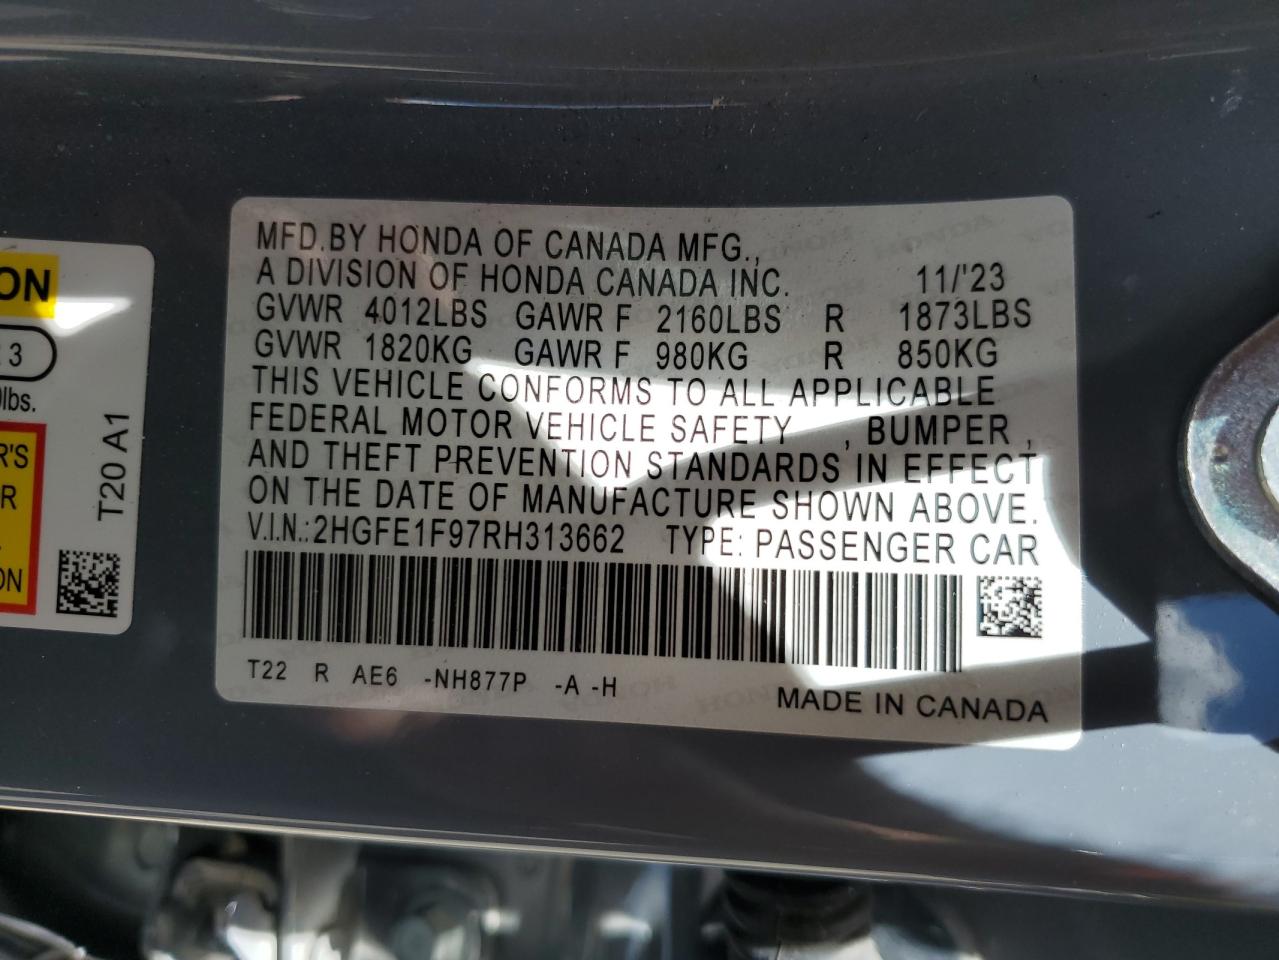 MFD.BY HONDA OF CANADA MFG.,
A DIVISION OF HONDA CANADA INC. 11/'23
GVWR 4012LBS GAWR F 2160LBS R 1873LBS
GVWR 1820KG GAWR F 980KG R 850KG
THIS VEHICLE CONFORMS TO ALL APPLICABLE
FEDERAL MOTOR VEHICLE SAFETY , BUMPER ,
AND THEFT PREVENTION STANDARDS IN EFFECT
ON THE DATE OF MANUFACTURE SHOWN ABOVE.
V.I.N.:2HGFE1F97RH313662 TYPE: PASSENGER CAR
T22 R AE6 -NH877P -A -H
MADE IN CANADA
ON
3
lbs.
R'S
R
ON
T20 A1